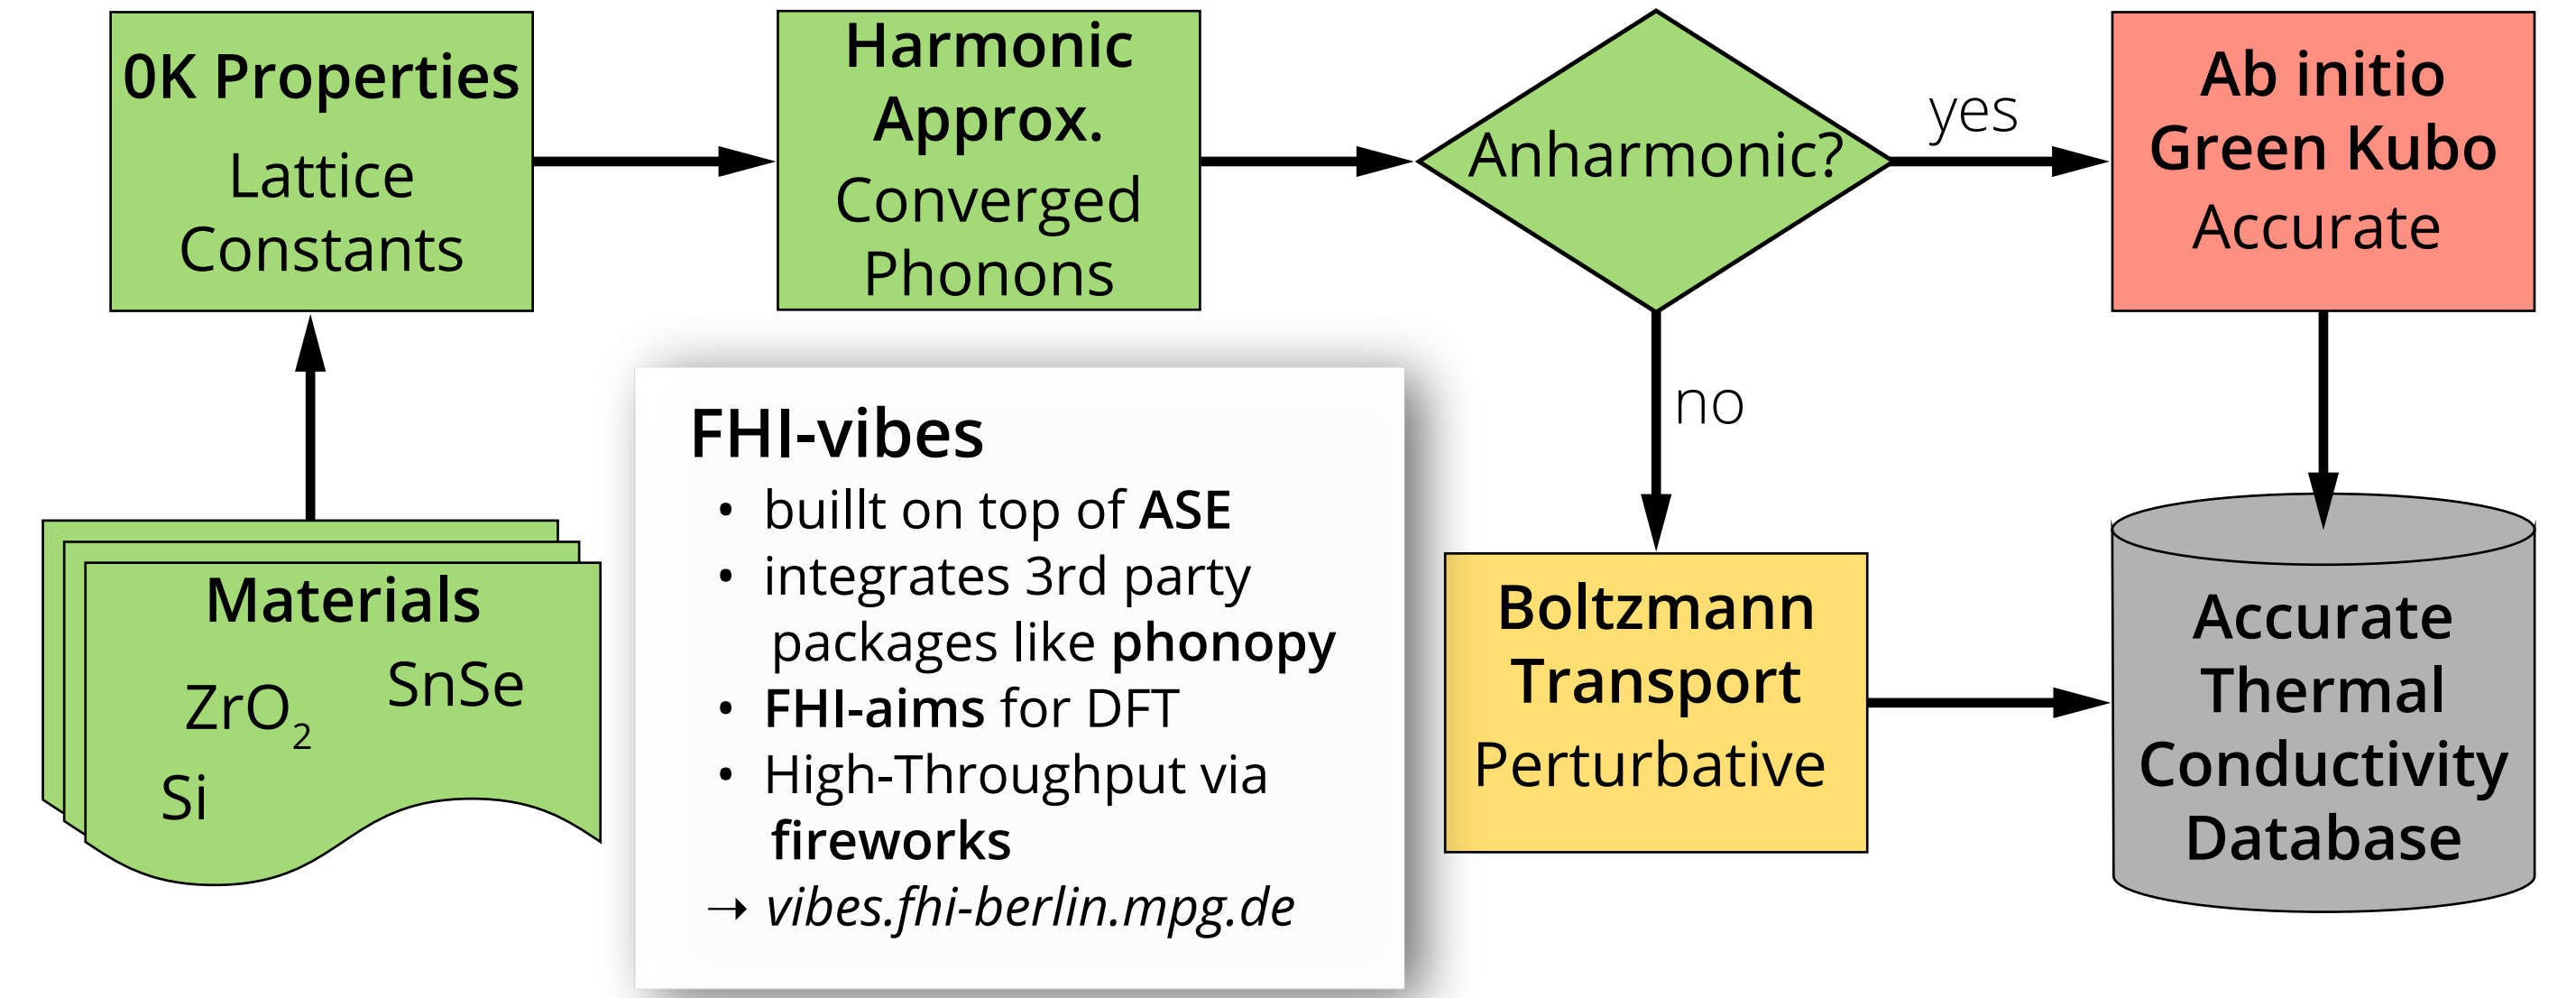 0K Properties
Lattice
Constants
Harmonic
Approx.
Converged
Phonons
Anharmonic?
yes
no
Ab initio
Green Kubo
Accurate
Materials
ZrO₂
SnSe
Si
FHI-vibes
• buillt on top of ASE
• integrates 3rd party
packages like phonopy
• FHI-aims for DFT
• High-Throughput via
fireworks
→ vibes.fhi-berlin.mpg.de
Boltzmann
Transport
Perturbative
Accurate
Thermal
Conductivity
Database